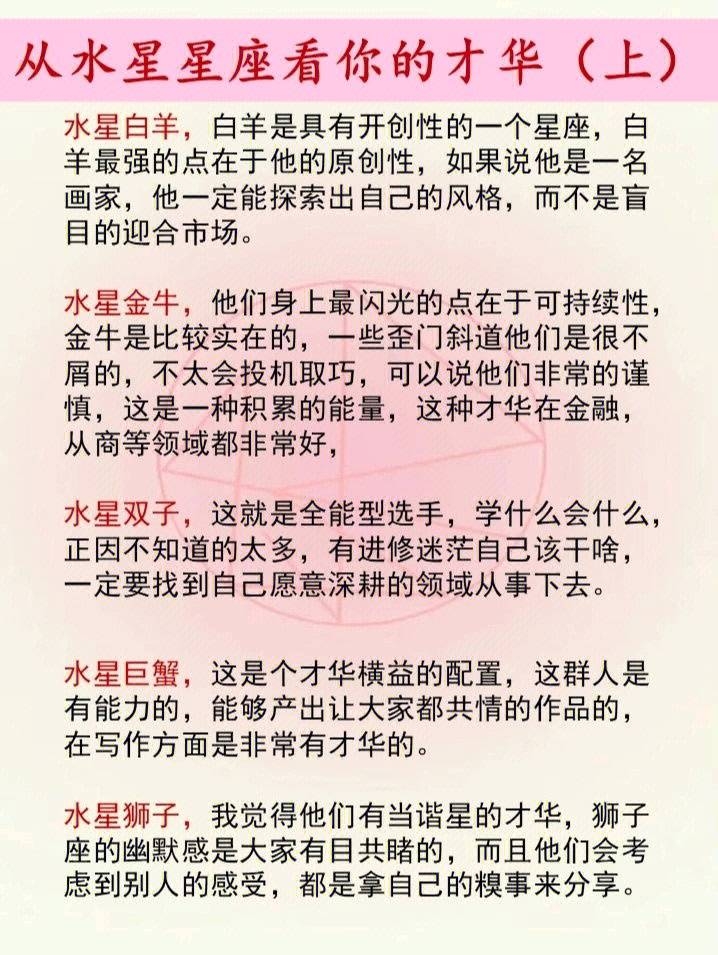 从水星星座看你的才华（上）
水星白羊，白羊是具有开创性的一个星座，白
羊最强的点在于他的原创性，如果说他是一名
画家，他一定能探索出自己的风格，而不是盲
目的迎合市场。
水星金牛，他们身上最闪光的点在于可持续性，
金牛是比较实在的，一些歪门斜道他们是很不
屑的，不太会投机取巧，可以说他们非常的谨
慎，这是一种积累的能量，这种才华在金融，
从商等领域都非常好，
水星双子，这就是全能型选手，学什么会什么，
正因不知道的太多，有进修迷茫自己该干啥，
一定要找到自己愿意深耕的领域从事下去。
水星巨蟹，这是个才华横益的配置，这群人是
有能力的，能够产出让大家都共情的作品的，
在写作方面是非常有才华的。
水星狮子，我觉得他们有当谐星的才华，狮子
座的幽默感是大家有目共睹的，而且他们会考
虑到别人的感受，都是拿自己的糗事来分享。